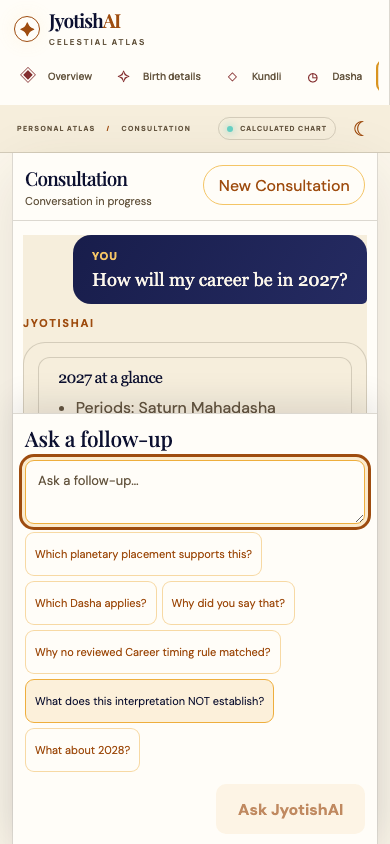 JyotishAI
CELESTIAL ATLAS
Overview
Birth details
Kundli
Dasha
PERSONAL ATLAS / CONSULTATION
CALCULATED CHART
Consultation
Conversation in progress
New Consultation
YOU
How will my career be in 2027?
JYOTISHAI
2027 at a glance
• Periods: Saturn Mahadasha
Ask a follow-up
Ask a follow-up...
Which planetary placement supports this?
Which Dasha applies?
Why did you say that?
Why no reviewed Career timing rule matched?
What does this interpretation NOT establish?
What about 2028?
Ask JyotishAI